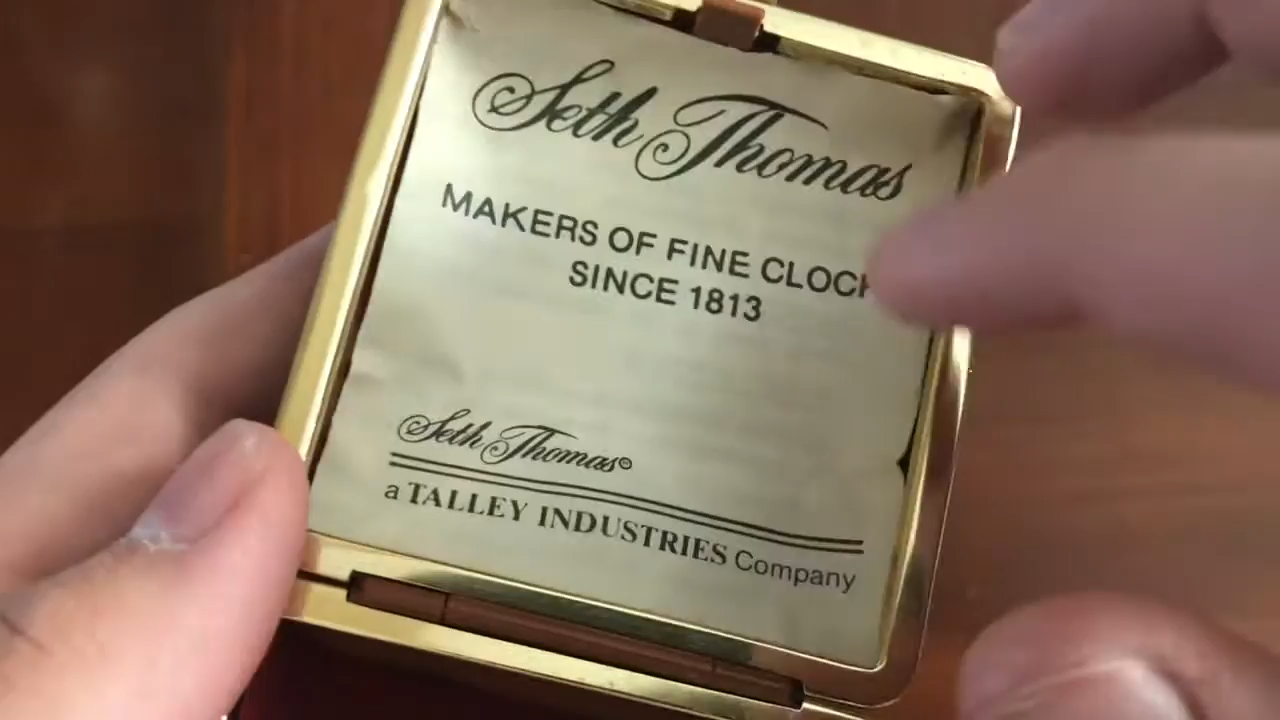 Seth Thomas
MAKERS OF FINE CLOCK
SINCE 1813
Seth Thomas®
a TALLEY INDUSTRIES Company